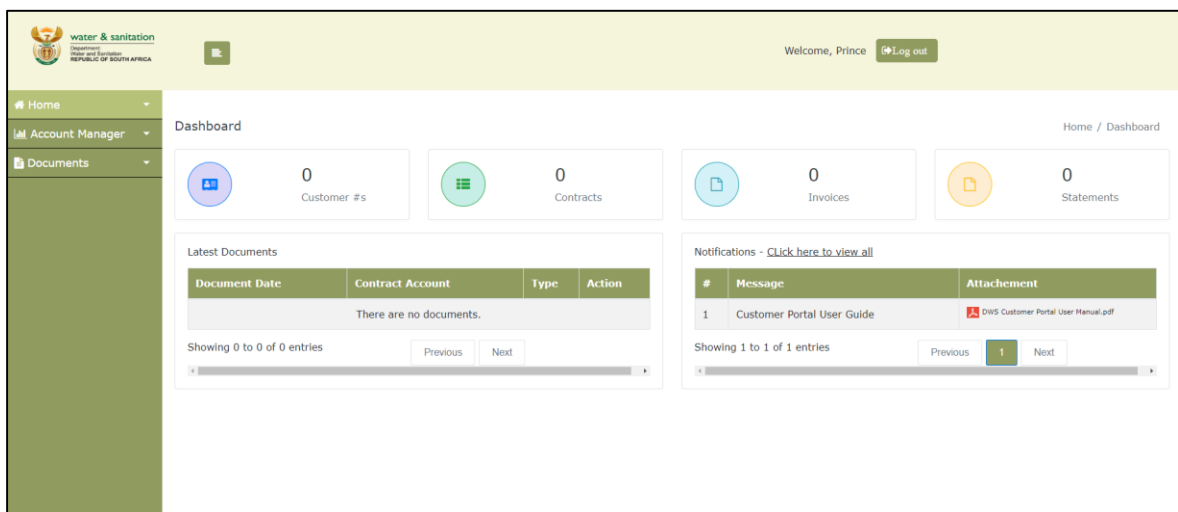 water & sanitation
Department:
Water and Sanitation
REPUBLIC OF SOUTH AFRICA
Welcome, Prince
Log out
Home
Account Manager
Documents
Dashboard
Home / Dashboard
0
Customer #s
0
Contracts
0
Invoices
0
Statements
Latest Documents
Document Date Contract Account Type Action
There are no documents.
Showing 0 to 0 of 0 entries
Previous Next
Notifications - CLick here to view all
# Message Attachement
1 Customer Portal User Guide DWS Customer Portal User Manual.pdf
Showing 1 to 1 of 1 entries
Previous 1 Next